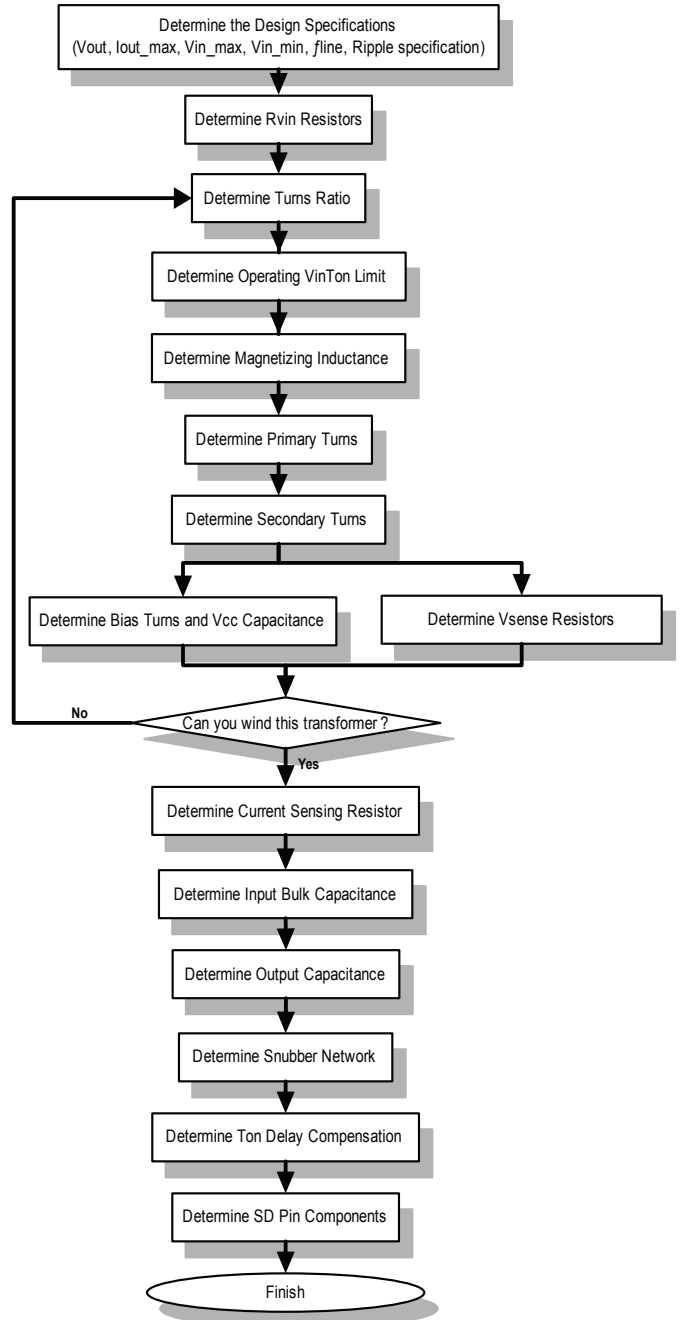 Determine the Design Specifications
(Vout, Iout_max, Vin_max, Vin_min, ƒline, Ripple specification)
Determine Rvin Resistors
Determine Turns Ratio
Determine Operating VinTon Limit
Determine Magnetizing Inductance
Determine Primary Turns
Determine Secondary Turns
Determine Bias Turns and Vcc Capacitance
Determine Vsense Resistors
No
Can you wind this transformer?
Yes
Determine Current Sensing Resistor
Determine Input Bulk Capacitance
Determine Output Capacitance
Determine Snubber Network
Determine Ton Delay Compensation
Determine SD Pin Components
Finish